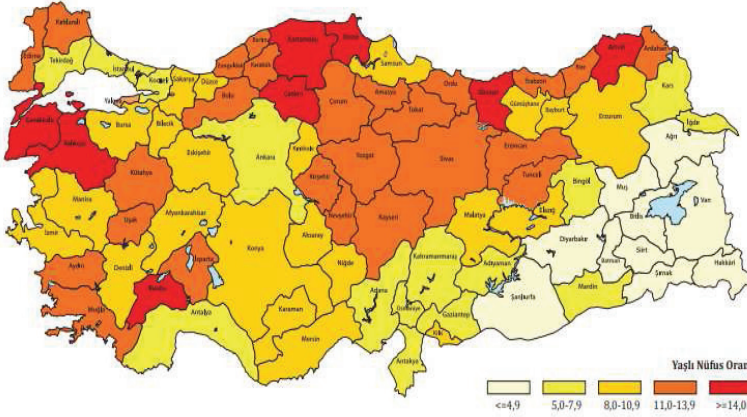 Kırklareli
Edirne
Tekirdağ
İstanbul
Kocaeli
Yalova
Sakarya
Düzce
Zonguldak
Bartın
Karabük
Kastamonu
Sinop
Samsun
Bolu
Çankırı
Çorum
Amasya
Tokat
Ordu
Giresun
Trabzon
Rize
Artvin
Ardahan
Kars
Iğdır
Gümüşhane
Bayburt
Erzurum
Ağrı
Çanakkale
Balıkesir
Bursa
Bilecik
Eskişehir
Ankara
Kırıkkale
Kırşehir
Yozgat
Sivas
Erzincan
Tunceli
Bingöl
Muş
Bitlis
Van
Kütahya
Manisa
Uşak
Afyonkarahisar
İzmir
Konya
Aksaray
Nevşehir
Kayseri
Malatya
Elazığ
Diyarbakır
Batman
Siirt
Şırnak
Hakkari
Aydın
Denizli
Isparta
Burdur
Muğla
Antalya
Karaman
Niğde
Mersin
Adana
Kahramanmaraş
Osmaniye
Gaziantep
Kilis
Antakya
Adıyaman
Şanlıurfa
Mardin
Yaşlı Nüfus Oran
<=4,9 5,0-7,9 8,0-10,9 11,0-13,9 >=14,0